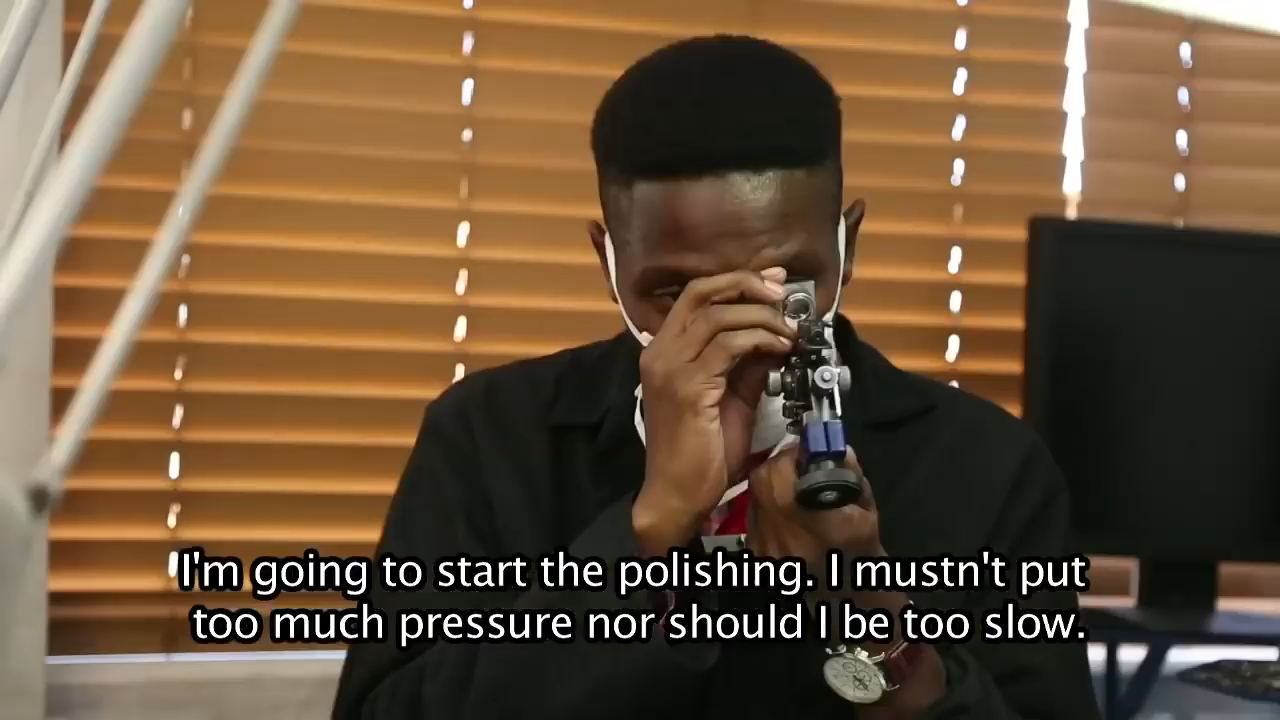 I'm going to start the polishing. I mustn't put
too much pressure nor should I be too slow.